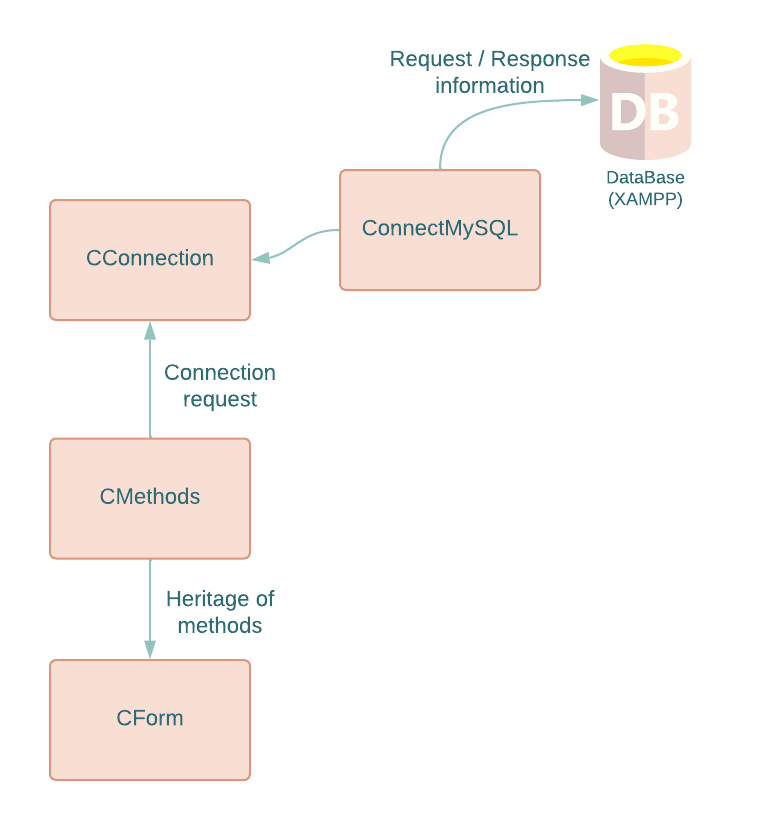 Request / Response
information
DB
DataBase
(XAMPP)
ConnectMySQL
CConnection
Connection
request
CMethods
Heritage of
methods
CForm